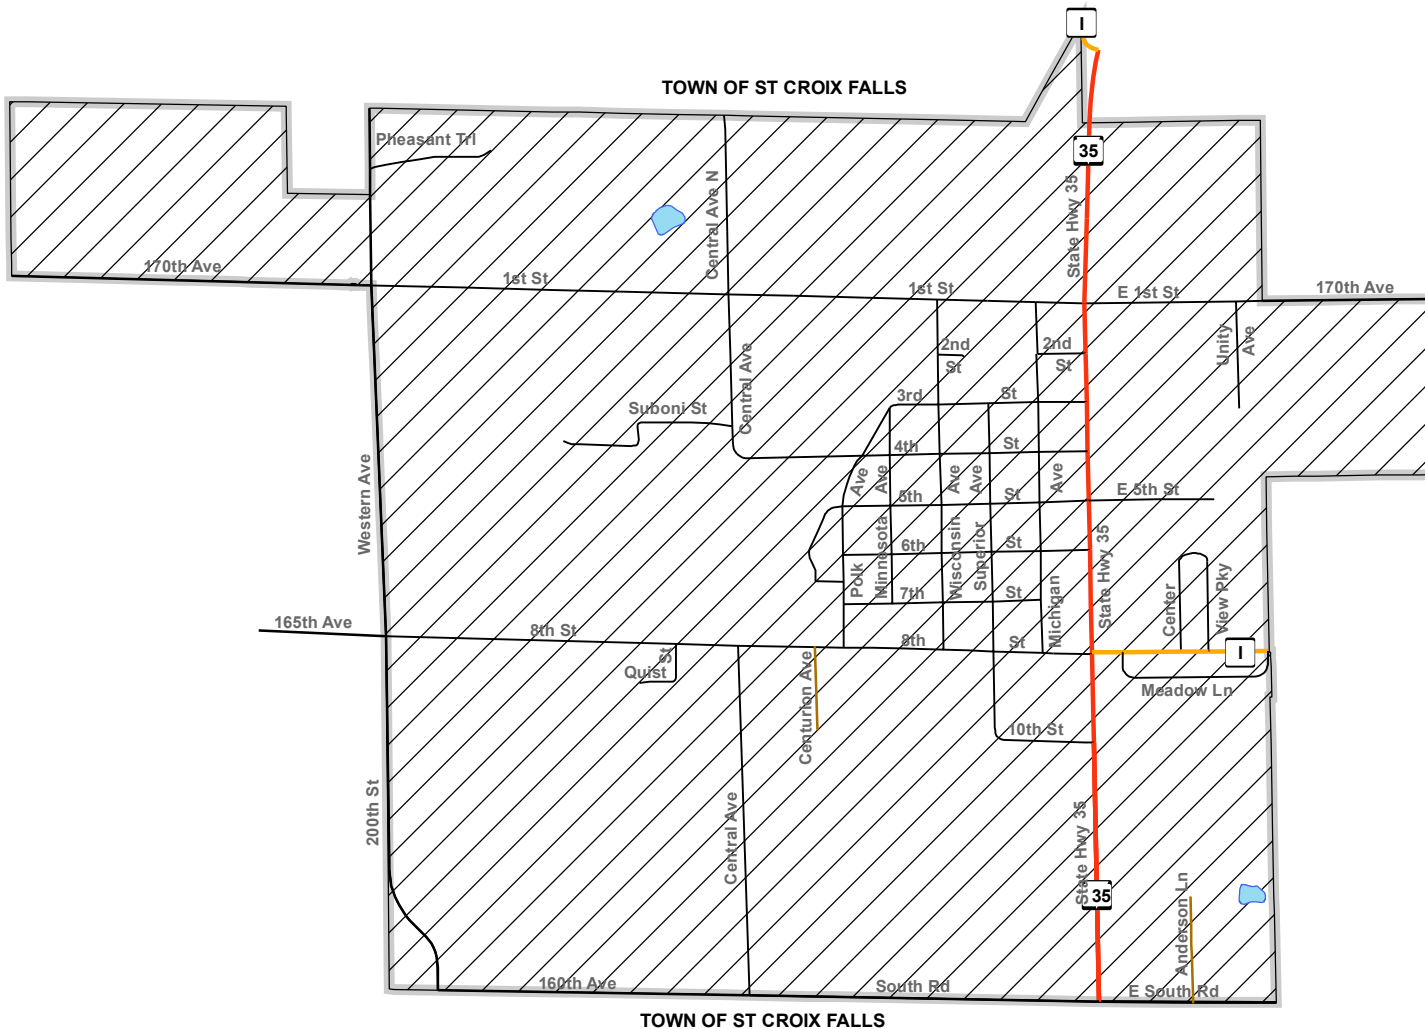 I
TOWN OF ST CROIX FALLS
Pheasant Trl
35
Central Ave N
State Hwy 35
170th Ave
1st St
1st St
E 1st St
170th Ave
2nd
St
2nd
St
Unity
Ave
Central Ave
3rd
St
Suboni St
4th
St
Western Ave
Ave
Ave
Ave
Ave
Ave
5th
St
E 5th St
Polk
Minnesota
Wisconsin
Superior
Michigan
6th
St
State Hwy 35
7th
St
Center
View Pky
165th Ave
8th St
8th
St
I
Quist
St
Meadow Ln
Centurion Ave
10th St
200th St
Central Ave
State Hwy 35
35
Anderson Ln
160th Ave
South Rd
E South Rd
TOWN OF ST CROIX FALLS